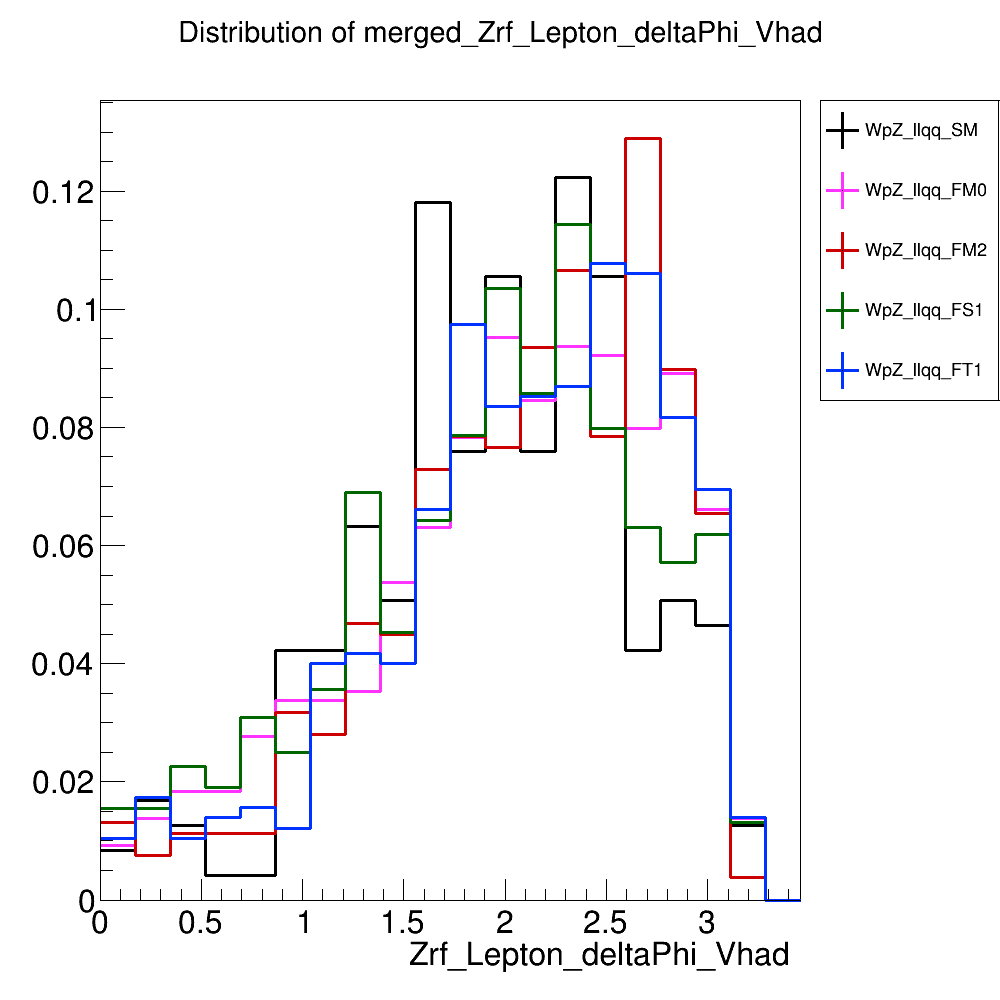 Distribution of merged_Zrf_Lepton_deltaPhi_Vhad
WpZ_llqq_SM
WpZ_llqq_FM0
WpZ_llqq_FM2
WpZ_llqq_FS1
WpZ_llqq_FT1
0.12
0.1
0.08
0.06
0.04
0.02
0
0 0.5 1 1.5 2 2.5 3
Zrf_Lepton_deltaPhi_Vhad